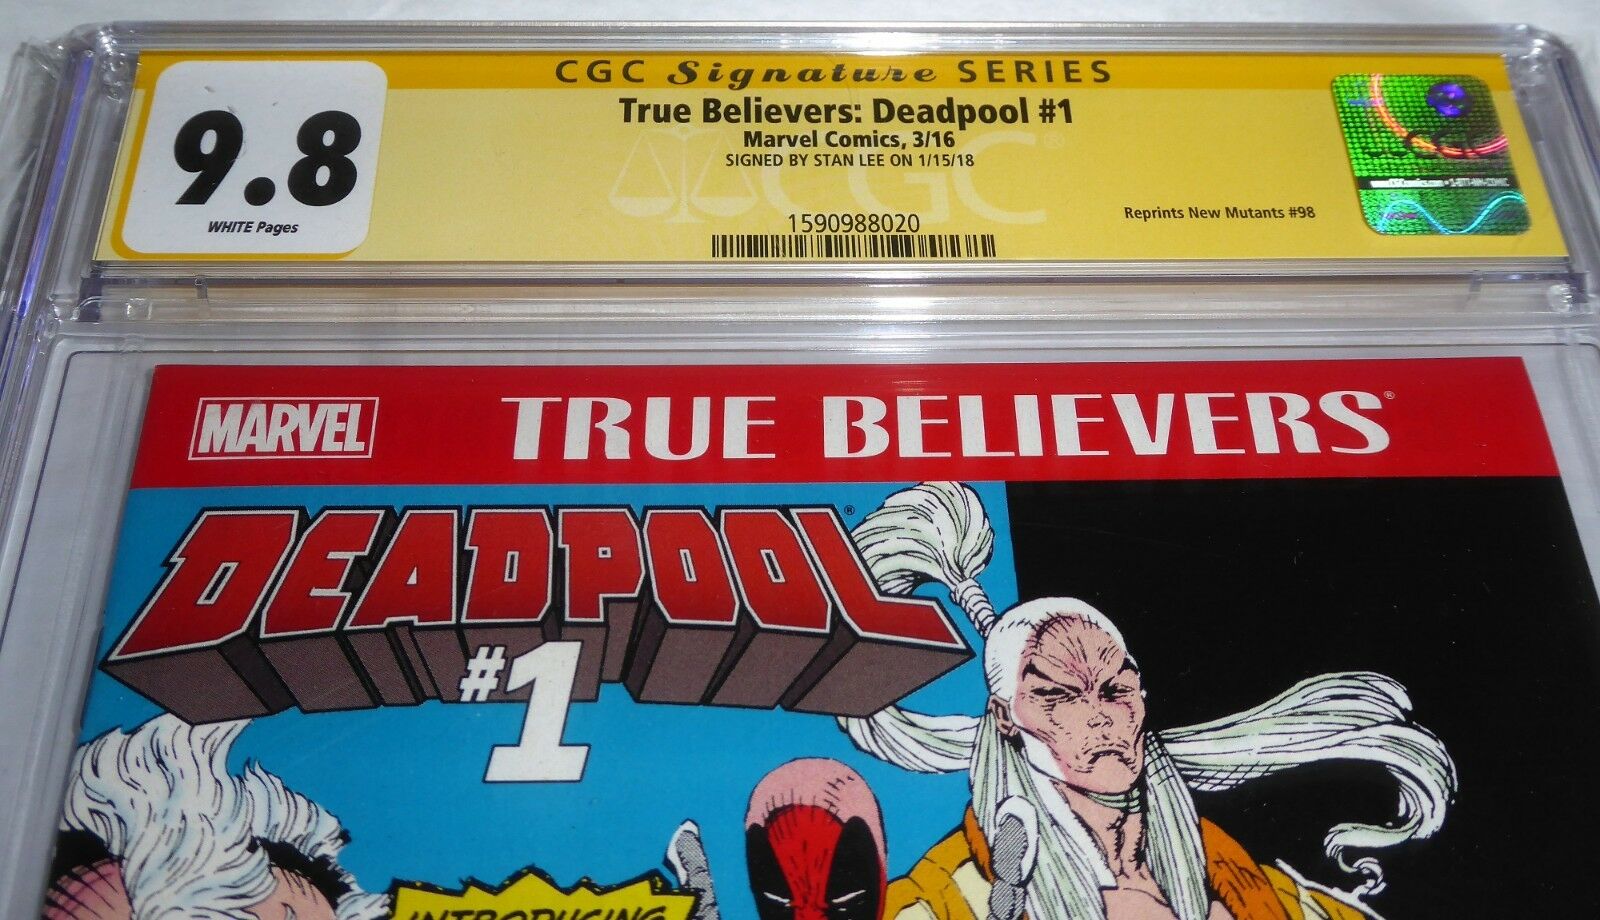 CGC Signature SERIES
True Believers: Deadpool #1
Marvel Comics, 3/16
SIGNED BY STAN LEE ON 1/15/18
9.8
WHITE Pages
CGC®
1590988020
Reprints New Mutants #98
MARVEL
TRUE BELIEVERS®
DEADPOOL®
#1
INTRODUCING